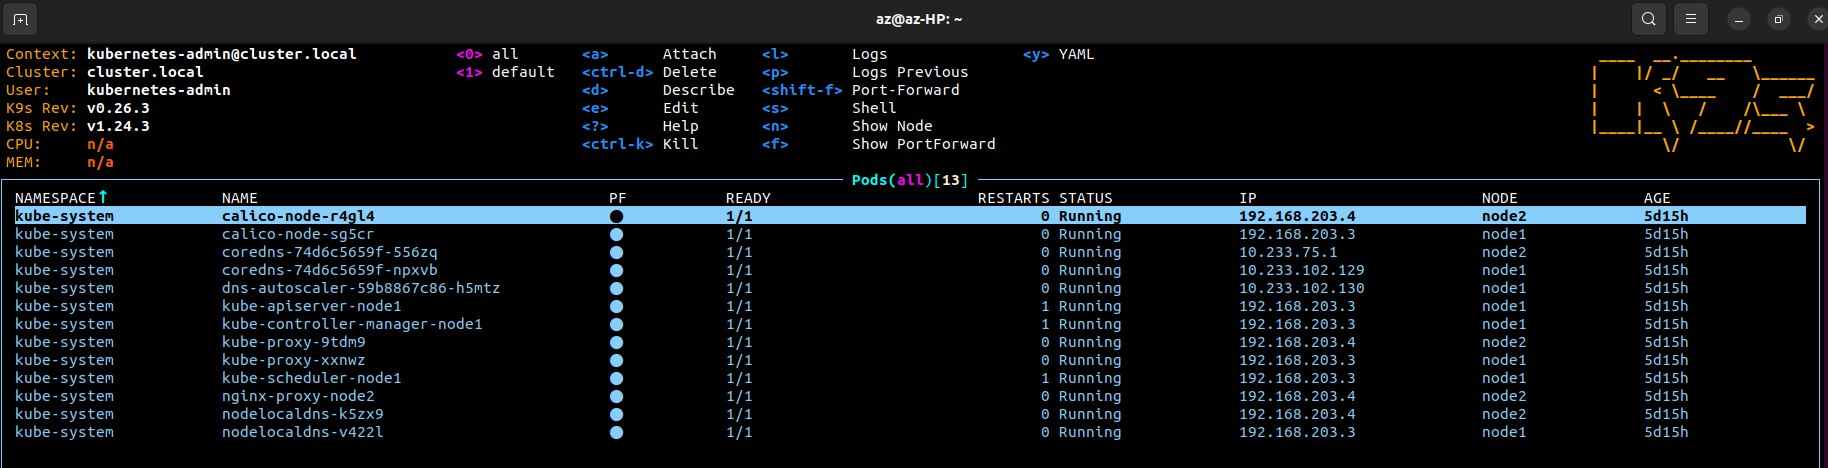 az@az-HP: ~
Context: kubernetes-admin@cluster.local <0> all <a> Attach <l> Logs <y> YAML
Cluster: cluster.local <1> default <ctrl-d> Delete <p> Logs Previous
User: kubernetes-admin <d> Describe <shift-f> Port-Forward
K9s Rev: v0.26.3 <e> Edit <s> Shell
K8s Rev: v1.24.3 <?> Help <n> Show Node
CPU: n/a <ctrl-k> Kill <f> Show PortForward
MEM: n/a
Pods(all)[13]
NAMESPACE↑ NAME PF READY RESTARTS STATUS IP NODE AGE
kube-system calico-node-r4gl4 ● 1/1 0 Running 192.168.203.4 node2 5d15h
kube-system calico-node-sg5cr ● 1/1 0 Running 192.168.203.3 node1 5d15h
kube-system coredns-74d6c5659f-556zq ● 1/1 0 Running 10.233.75.1 node2 5d15h
kube-system coredns-74d6c5659f-npxvb ● 1/1 0 Running 10.233.102.129 node1 5d15h
kube-system dns-autoscaler-59b8867c86-h5mtz ● 1/1 0 Running 10.233.102.130 node1 5d15h
kube-system kube-apiserver-node1 ● 1/1 1 Running 192.168.203.3 node1 5d15h
kube-system kube-controller-manager-node1 ● 1/1 1 Running 192.168.203.3 node1 5d15h
kube-system kube-proxy-9tdm9 ● 1/1 0 Running 192.168.203.4 node2 5d15h
kube-system kube-proxy-xxnwz ● 1/1 0 Running 192.168.203.3 node1 5d15h
kube-system kube-scheduler-node1 ● 1/1 1 Running 192.168.203.3 node1 5d15h
kube-system nginx-proxy-node2 ● 1/1 0 Running 192.168.203.4 node2 5d15h
kube-system nodelocaldns-k5zx9 ● 1/1 0 Running 192.168.203.4 node2 5d15h
kube-system nodelocaldns-v422l ● 1/1 0 Running 192.168.203.3 node1 5d15h